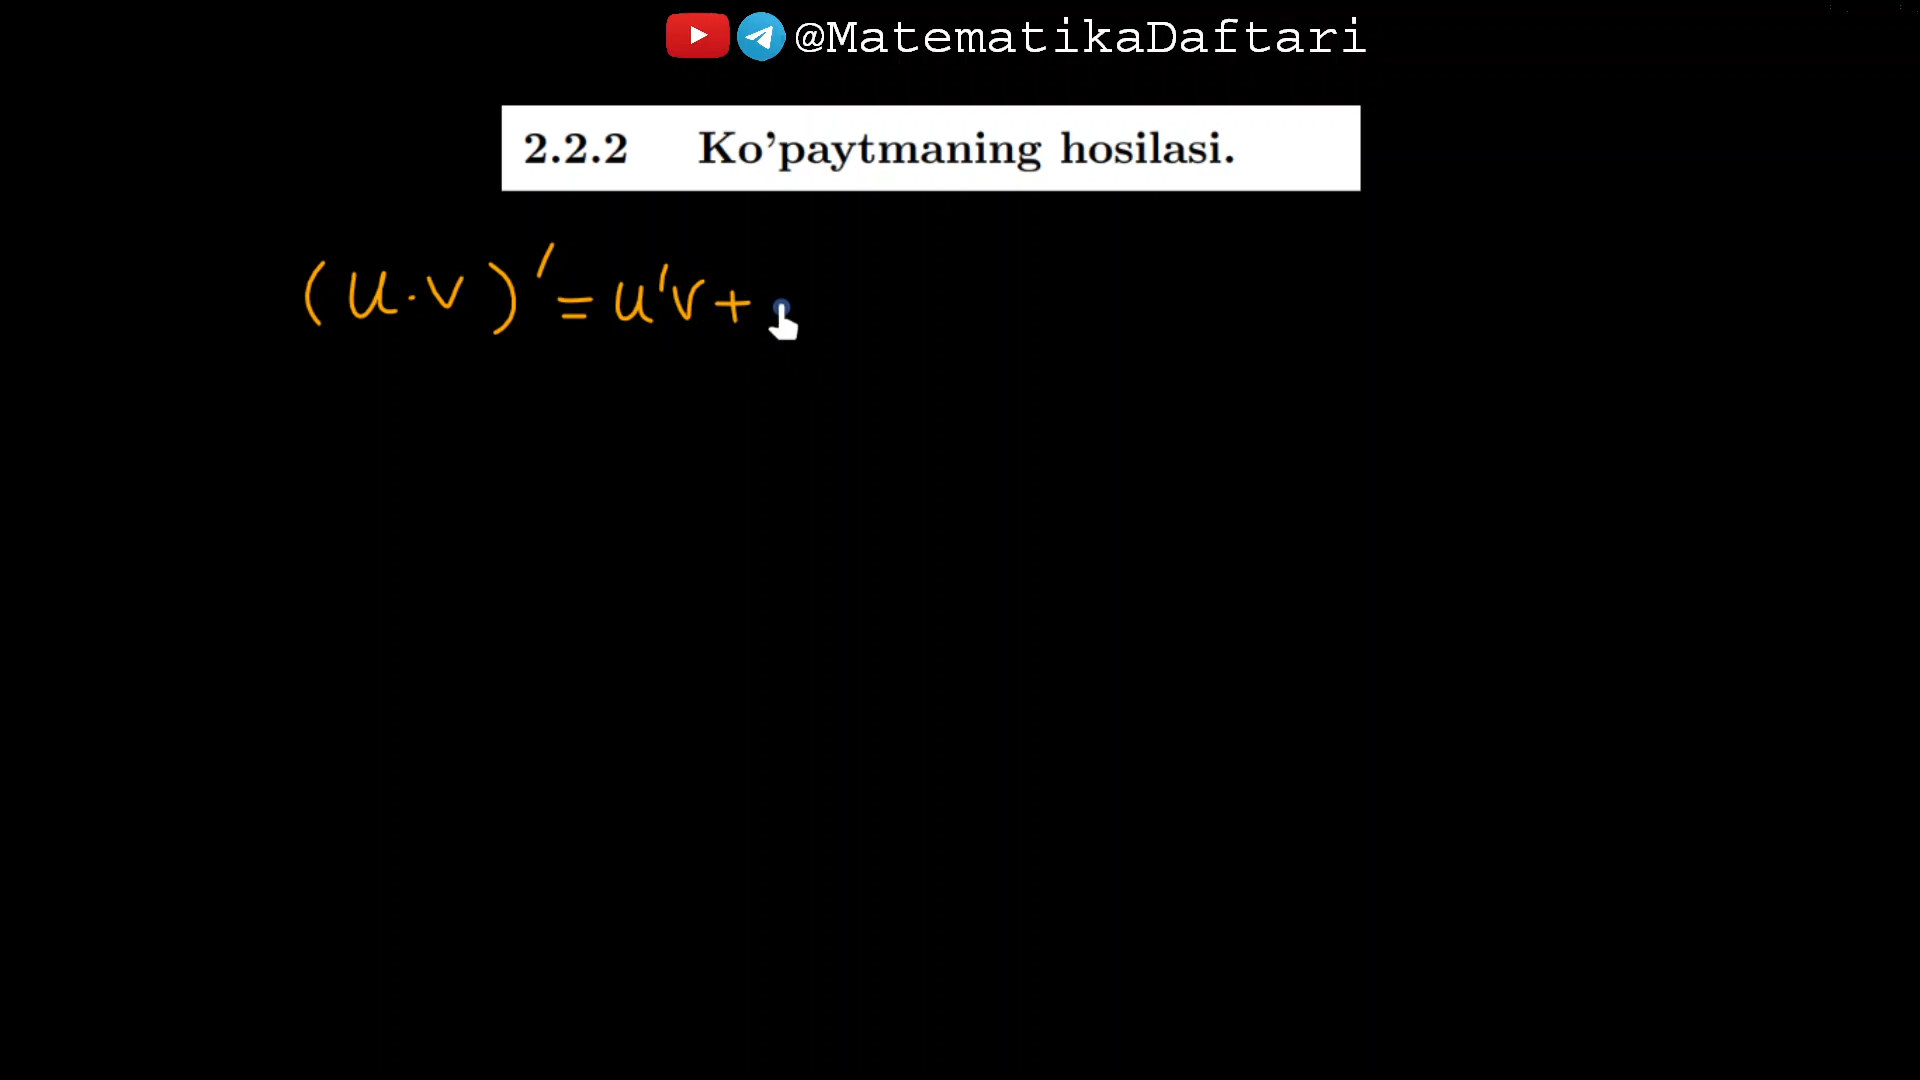 @MatematikaDaftari
2.2.2 Ko'paytmaning hosilasi.
(u·v)'=u'v+